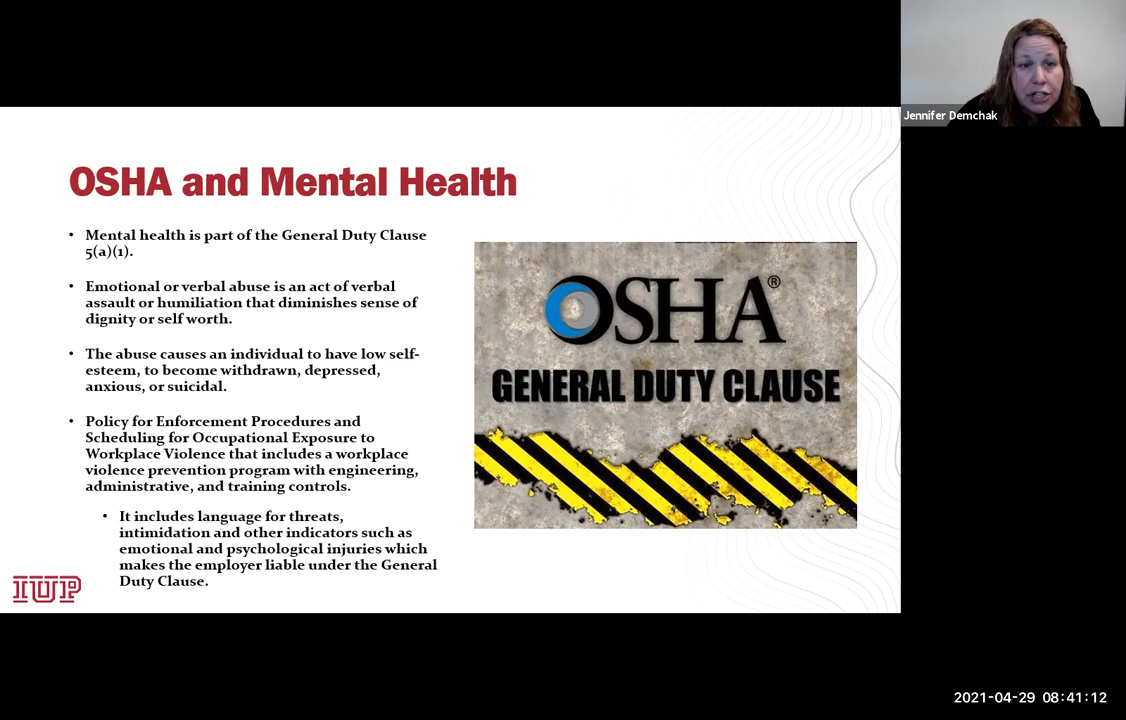 Jennifer Demchak
OSHA and Mental Health
• Mental health is part of the General Duty Clause
5(a)(1).
• Emotional or verbal abuse is an act of verbal
assault or humiliation that diminishes sense of
dignity or self worth.
• The abuse causes an individual to have low self-
esteem, to become withdrawn, depressed,
anxious, or suicidal.
• Policy for Enforcement Procedures and
Scheduling for Occupational Exposure to
Workplace Violence that includes a workplace
violence prevention program with engineering,
administrative, and training controls.
• It includes language for threats,
intimidation and other indicators such as
emotional and psychological injuries which
makes the employer liable under the General
Duty Clause.
OSHA®
GENERAL DUTY CLAUSE
IUP
2021-04-29 08:41:12